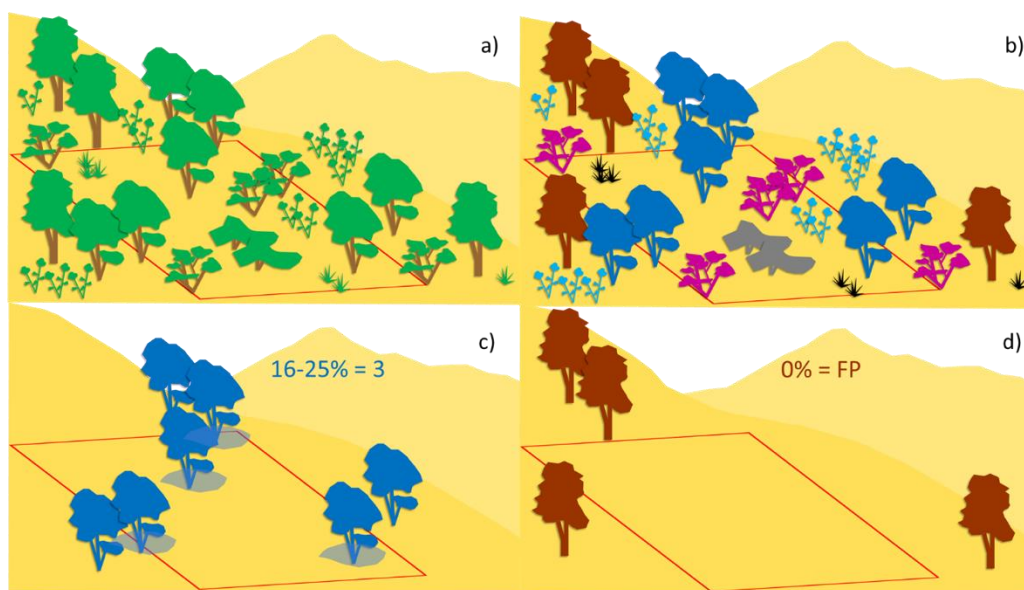 a)
b)
c)
16-25% = 3
d)
0% = FP